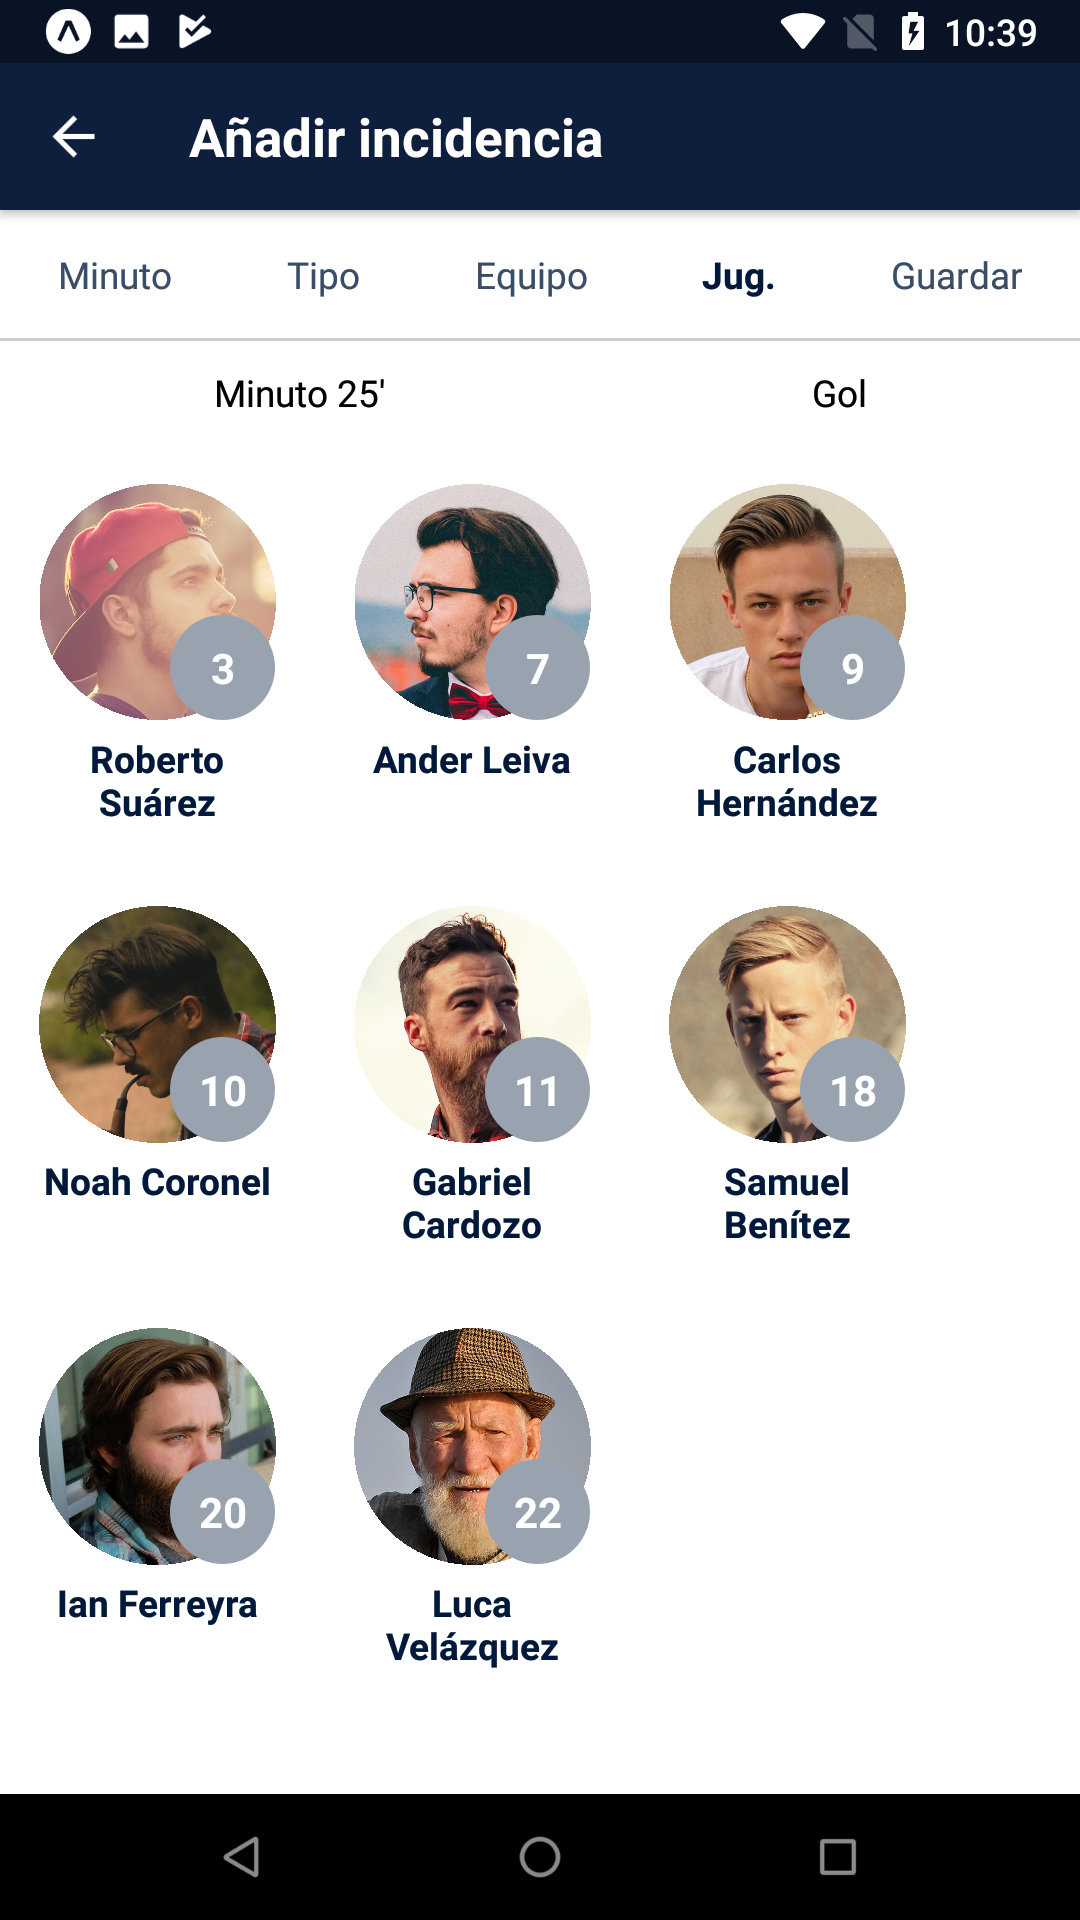 10:39
Añadir incidencia
Minuto Tipo Equipo Jug. Guardar
Minuto 25' Gol
3 7 9
Roberto Ander Leiva Carlos
Suárez Hernández
10 11 18
Noah Coronel Gabriel Samuel
Cardozo Benítez
20 22
Ian Ferreyra Luca
Velázquez